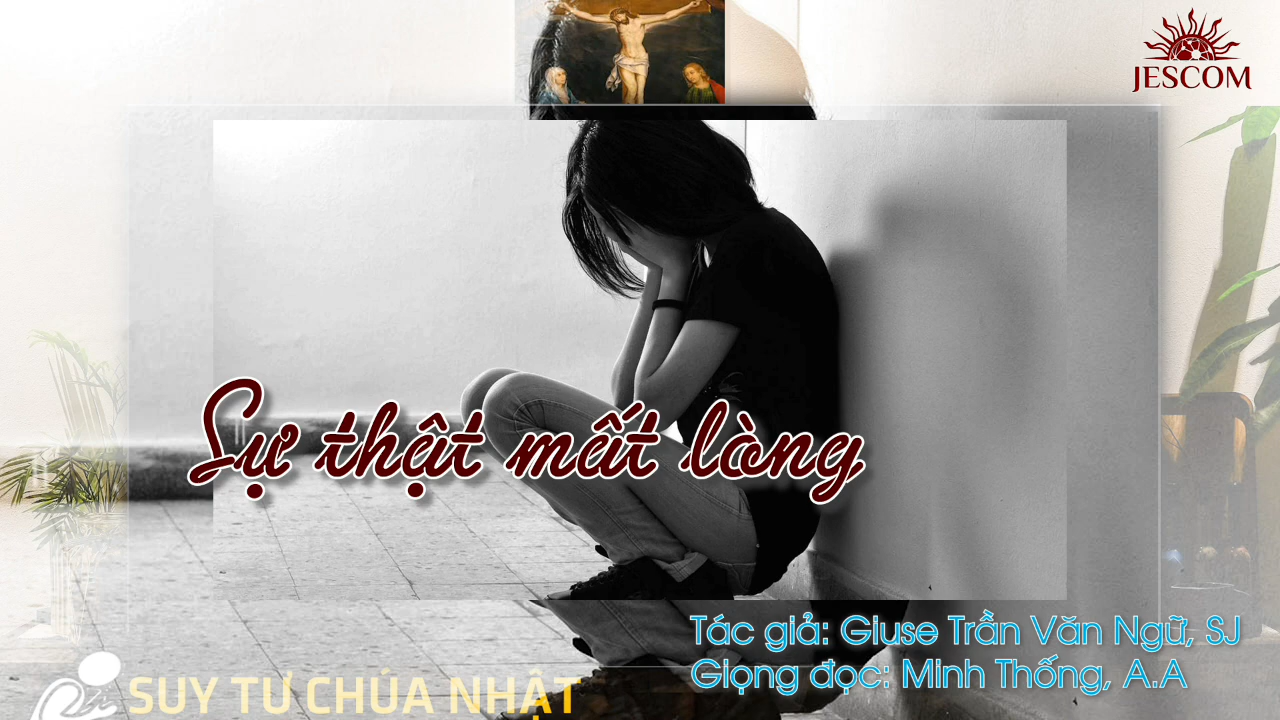 JESCOM
Sự thật mất lòng
Tác giả: Giuse Trần Văn Ngữ, SJ
Giọng đọc: Minh Thống, A.A
SUY TƯ CHÚA NHẬT